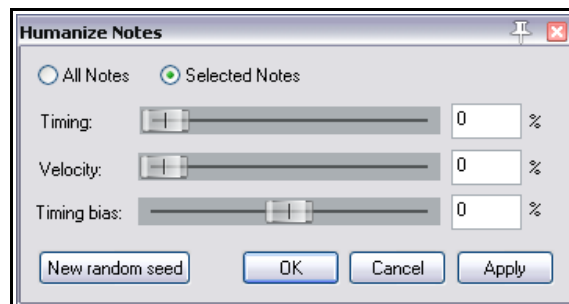 Humanize Notes
All Notes Selected Notes
Timing: 0 %
Velocity: 0 %
Timing bias: 0 %
New random seed OK Cancel Apply